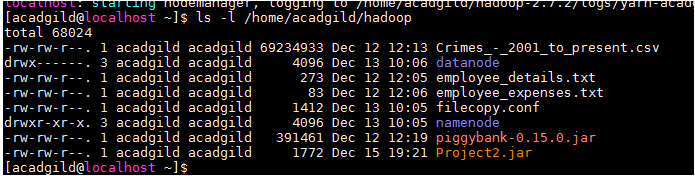 localhost: starting nodemanager, logging to /home/acadgild/hadoop-2.7.2/logs/yarn-acadgild
[acadgild@localhost ~]$ ls -l /home/acadgild/hadoop
total 68024
-rw-rw-r--. 1 acadgild acadgild 69234933 Dec 12 12:13 Crimes_-_2001_to_present.csv
drwx------. 3 acadgild acadgild     4096 Dec 13 10:06 datanode
-rw-rw-r--. 1 acadgild acadgild      273 Dec 12 12:05 employee_details.txt
-rw-rw-r--. 1 acadgild acadgild       83 Dec 12 12:06 employee_expenses.txt
-rw-rw-r--. 1 acadgild acadgild     1412 Dec 13 10:05 filecopy.conf
drwxr-xr-x. 3 acadgild acadgild     4096 Dec 13 10:05 namenode
-rw-rw-r--. 1 acadgild acadgild   391461 Dec 12 12:19 piggybank-0.15.0.jar
-rw-rw-r--. 1 acadgild acadgild     1772 Dec 15 19:21 Project2.jar
[acadgild@localhost ~]$